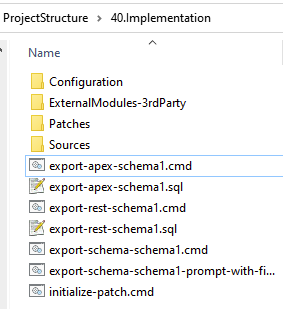 ProjectStructure > 40.Implementation
Name
Configuration
ExternalModules-3rdParty
Patches
Sources
export-apex-schema1.cmd
export-apex-schema1.sql
export-rest-schema1.cmd
export-rest-schema1.sql
export-schema-schema1.cmd
export-schema-schema1-prompt-with-fi...
initialize-patch.cmd